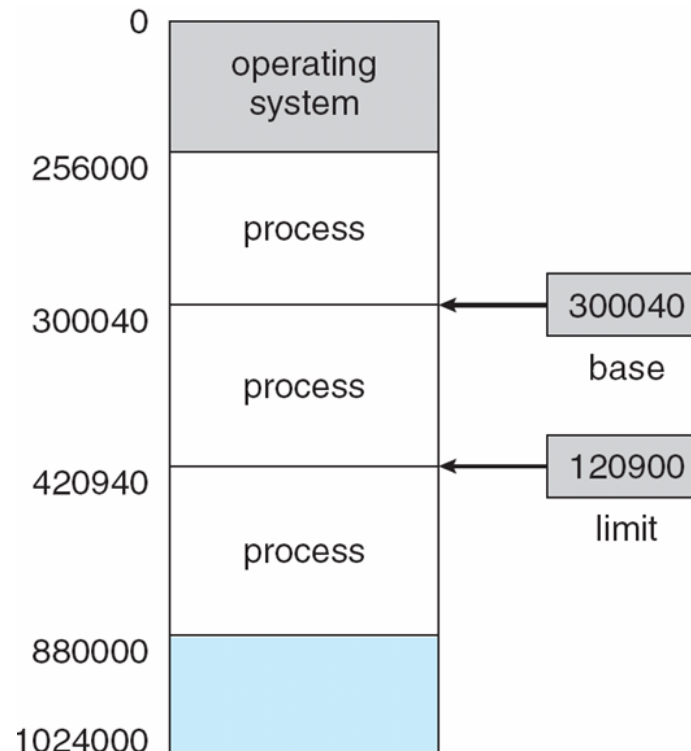 0
operating
system
256000
process
300040
300040
base
process
420940
120900
limit
process
880000
1024000